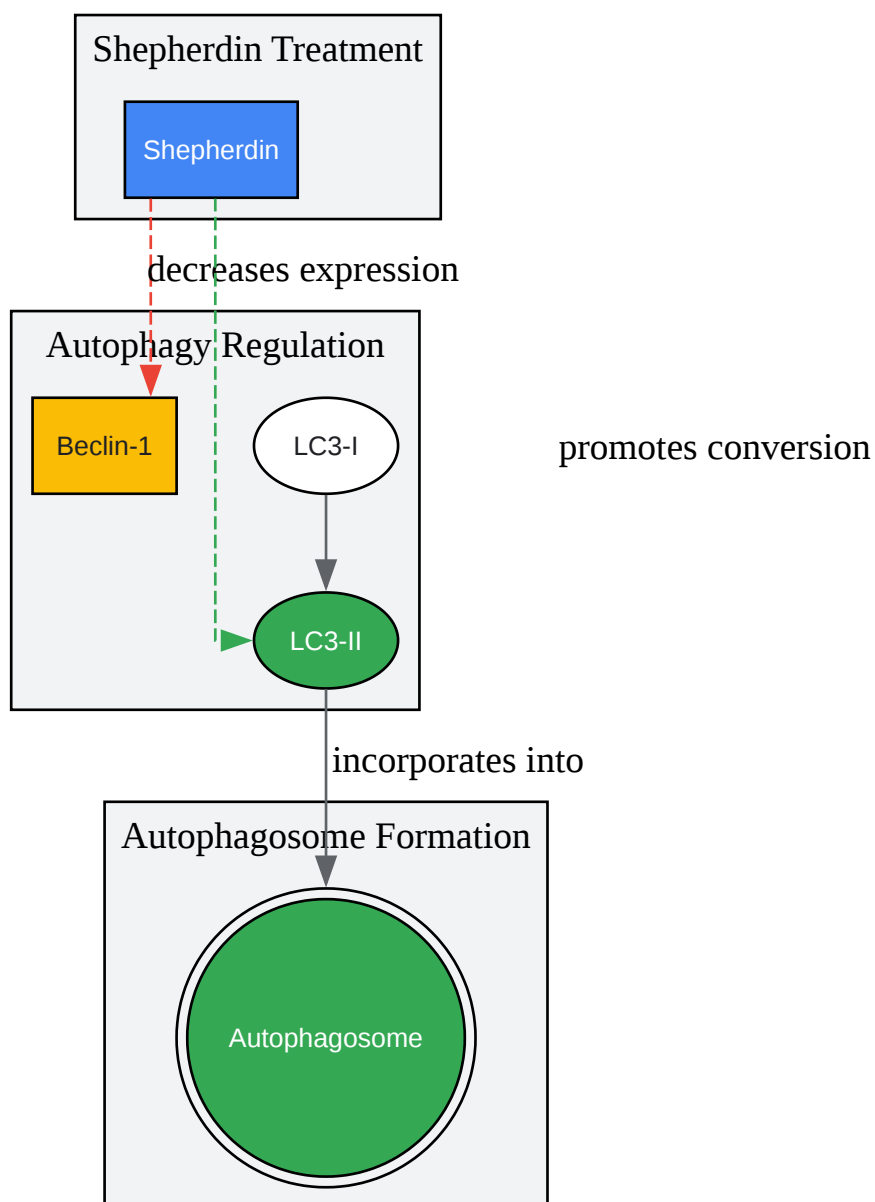 Shepherdin Treatment
Shepherdin
decreases expression
Autophagy Regulation
Beclin-1
LC3-I
promotes conversion
LC3-II
incorporates into
Autophagosome Formation
Autophagosome